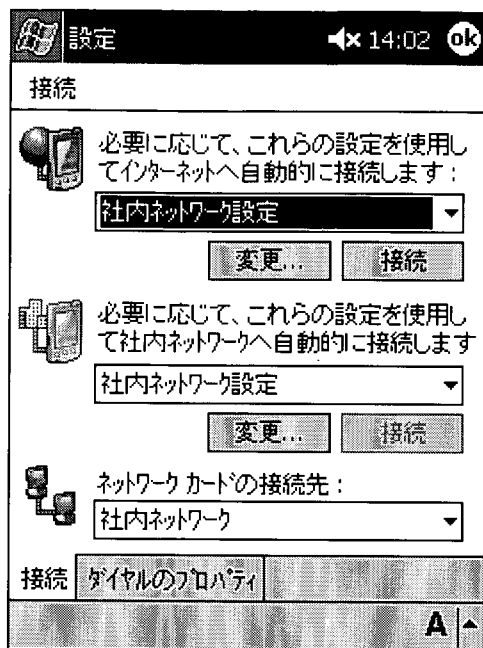 設定 14:02 ok
接続
必要に応じて、これらの設定を使用し
てインターネットへ自動的に接続します：
社内ネットワーク設定
変更... 接続
必要に応じて、これらの設定を使用し
て社内ネットワークへ自動的に接続します
社内ネットワーク設定
変更... 接続
ネットワーク カードの接続先：
社内ネットワーク
接続 ダイヤルのプロパティ
A